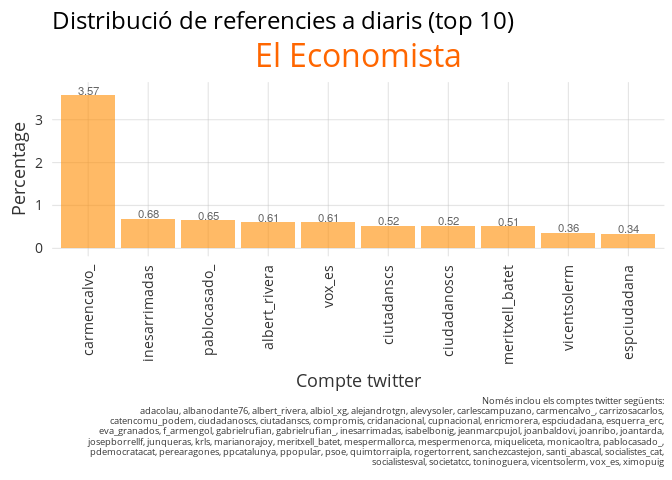 Distribució de referencies a diaris (top 10)
El Economista
Percentage
3
2
1
0
3.57
0.68
0.65
0.61
0.61
0.52
0.52
0.51
0.36
0.34
carmencalvo_
inesarrimadas
pablocasado_
albert_rivera
vox_es
ciutadanscs
ciudadanoscs
meritxell_batet
vicentsolerm
espciudadana
Compte twitter
Només inclou els comptes twitter següents:
adacolau, albanodante76, albert_rivera, albiol_xg, alejandrotgn, alevysoler, carlescampuzano, carmencalvo_, carrizosacarlos,
catencomu_podem, ciudadanoscs, ciutadanscs, compromis, cridanacional, cupnacional, enricmorera, espciudadana, esquerra_erc,
eva_granados, f_armengol, gabrielrufian, gabrielrufian_, inesarrimadas, isabelbonig, jeanmarcpujol, joanbaldovi, joanribo, joantarda,
josepborrellf, junqueras, krls, marianorajoy, meritxell_batet, mespermallorca, mespermenorca, miqueliceta, monicaoltra, pablocasado_,
pdemocratacat, perearagones, ppcatalunya, ppopular, psoe, quimtorraipla, rogertorrent, sanchezcastejon, santi_abascal, socialistes_cat,
socialistesval, societatcc, toninoguera, vicentsolerm, vox_es, ximopuig